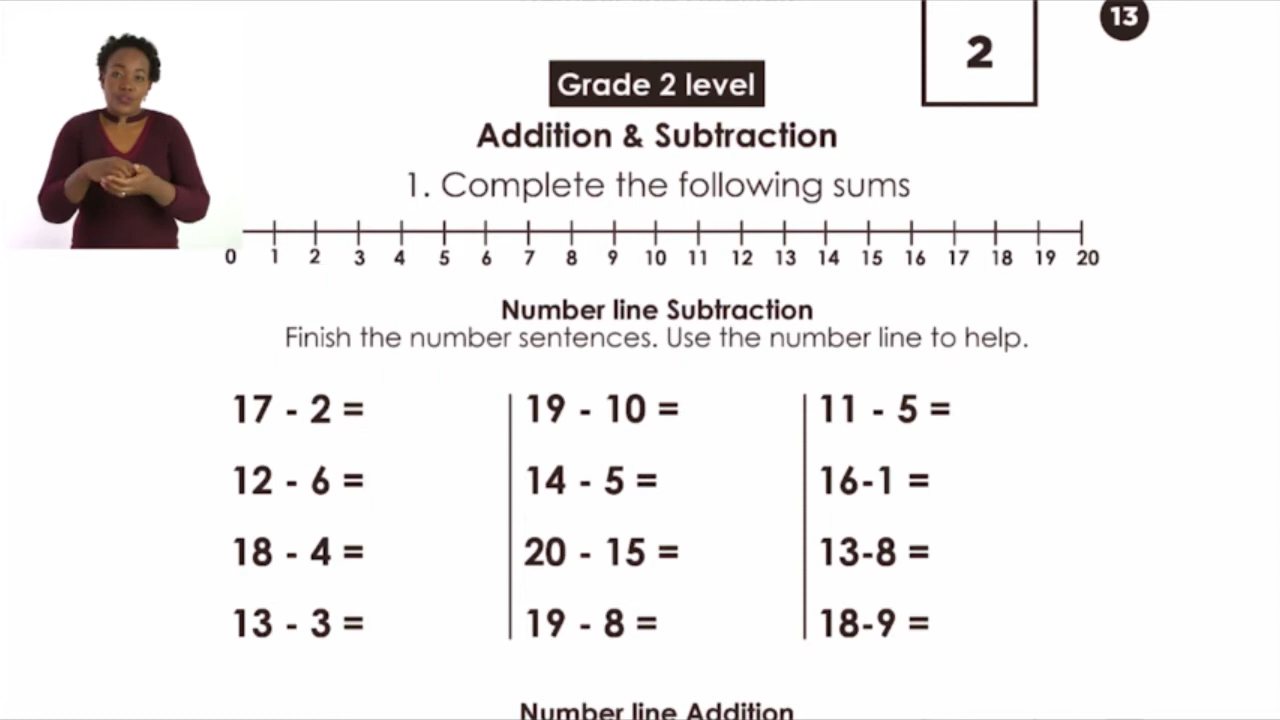 13
2
Grade 2 level
Addition & Subtraction
1. Complete the following sums
0 1 2 3 4 5 6 7 8 9 10 11 12 13 14 15 16 17 18 19 20
Number line Subtraction
Finish the number sentences. Use the number line to help.
17 - 2 =
12 - 6 =
18 - 4 =
13 - 3 =
19 - 10 =
14 - 5 =
20 - 15 =
19 - 8 =
11 - 5 =
16-1 =
13-8 =
18-9 =
Number line Addition